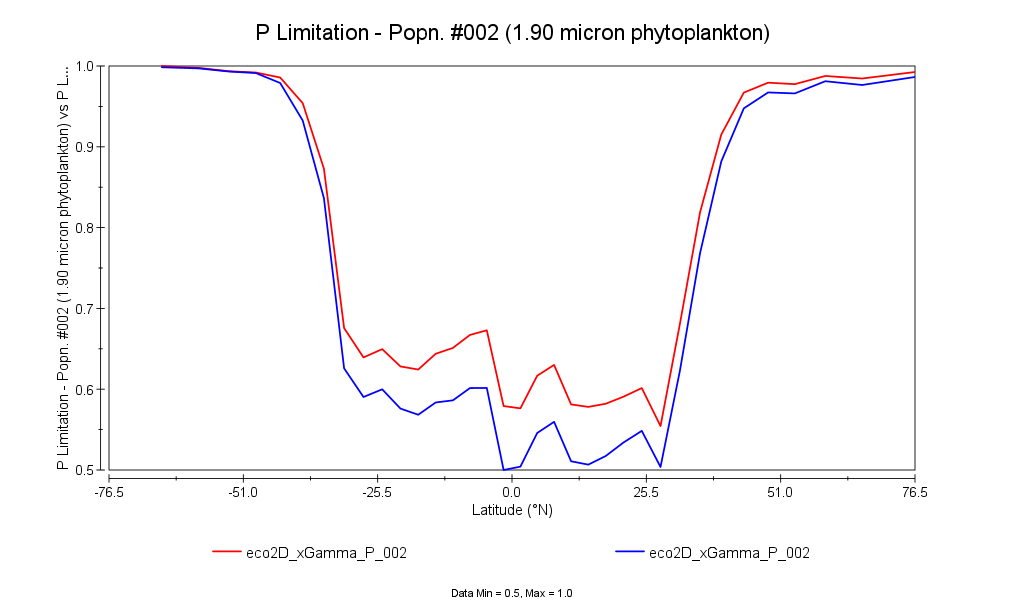 P Limitation - Popn. #002 (1.90 micron phytoplankton)
P Limitation - Popn. #002 (1.90 micron phytoplankton) vs P L...
1.0
0.9
0.8
0.7
0.6
0.5
-76.5 -51.0 -25.5 0.0 25.5 51.0 76.5
Latitude (°N)
eco2D_xGamma_P_002 eco2D_xGamma_P_002
Data Min = 0.5, Max = 1.0